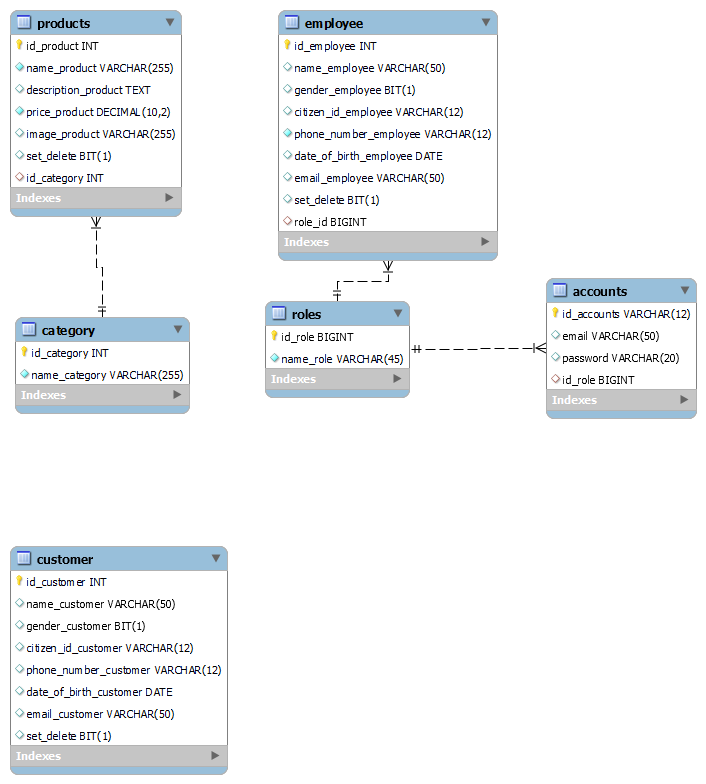 products
id_product INT
name_product VARCHAR(255)
description_product TEXT
price_product DECIMAL(10,2)
image_product VARCHAR(255)
set_delete BIT(1)
id_category INT
Indexes
employee
id_employee INT
name_employee VARCHAR(50)
gender_employee BIT(1)
citizen_id_employee VARCHAR(12)
phone_number_employee VARCHAR(12)
date_of_birth_employee DATE
email_employee VARCHAR(50)
set_delete BIT(1)
role_id BIGINT
Indexes
category
id_category INT
name_category VARCHAR(255)
Indexes
roles
id_role BIGINT
name_role VARCHAR(45)
Indexes
accounts
id_accounts VARCHAR(12)
email VARCHAR(50)
password VARCHAR(20)
id_role BIGINT
Indexes
customer
id_customer INT
name_customer VARCHAR(50)
gender_customer BIT(1)
citizen_id_customer VARCHAR(12)
phone_number_customer VARCHAR(12)
date_of_birth_customer DATE
email_customer VARCHAR(50)
set_delete BIT(1)
Indexes